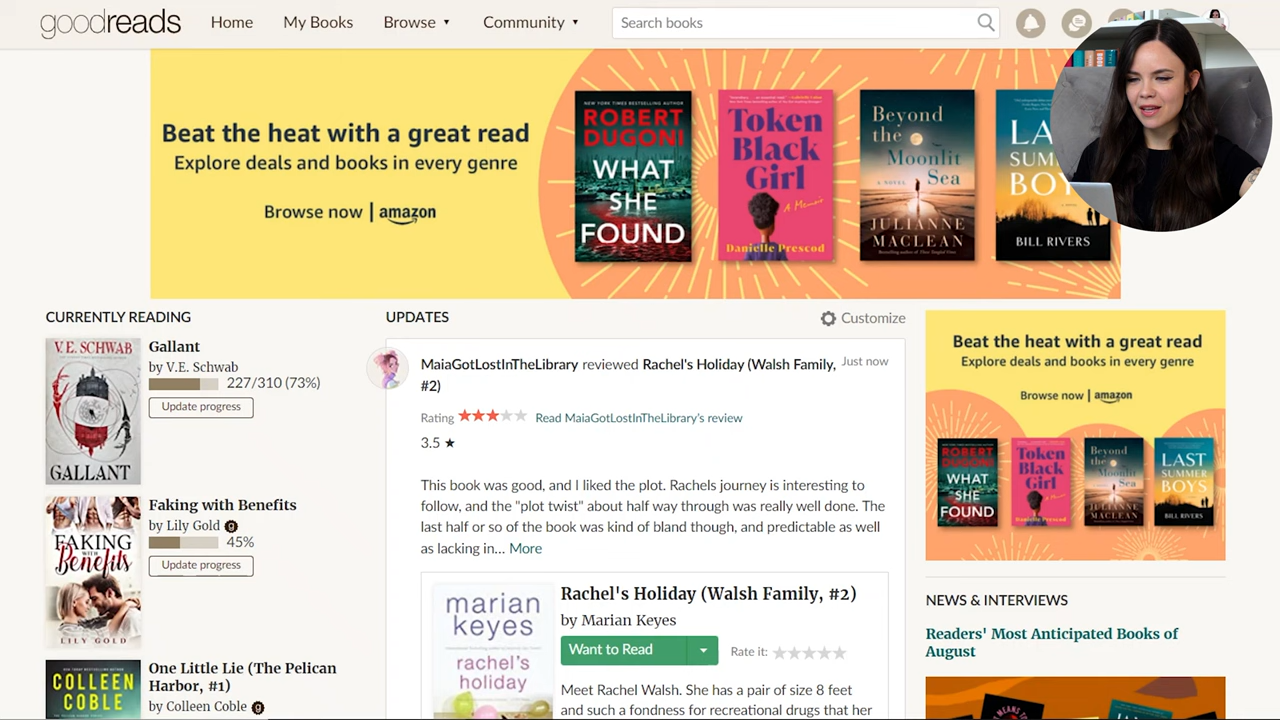 goodreads
Home
My Books
Browse ▼
Community ▼
Search books
Beat the heat with a great read
Explore deals and books in every genre
Browse now | amazon
NEW YORK TIMES BESTSELLING AUTHOR
ROBERT
DUGONI
WHAT
SHE
FOUND
Token
Black
Girl
A Memoir
Danielle Prescod
Beyond
the
Moonlit
Sea
A NOVEL
JULIANNE
MACLEAN
LA
SUM
BOY
BILL RIVERS
CURRENTLY READING
V.E. SCHWAB
GALLANT
Gallant
by V.E. Schwab
227/310 (73%)
Update progress
FAKING
WITH
Benefits
LILY GOLD
Faking with Benefits
by Lily Gold g
45%
Update progress
COLLEEN
COBLE
One Little Lie (The Pelican
Harbor, #1)
by Colleen Coble g
UPDATES
Customize
MaiaGotLostInTheLibrary reviewed Rachel's Holiday (Walsh Family,
#2)
Just now
Rating ★★★★★ Read MaiaGotLostInTheLibrary's review
3.5 ★
This book was good, and I liked the plot. Rachels journey is interesting to
follow, and the "plot twist" about half way through was really well done. The
last half or so of the book was kind of bland though, and predictable as well
as lacking in... More
marian
keyes
rachel's
holiday
Rachel's Holiday (Walsh Family, #2)
by Marian Keyes
Want to Read
Rate it: ★★★★★
Meet Rachel Walsh. She has a pair of size 8 feet
and such a fondness for recreational drugs that her
Beat the heat with a great read
Explore deals and books in every genre
Browse now | amazon
ROBERT
DUGONI
WHAT
SHE
FOUND
Token
Black
Girl
Beyond
the
Moonlit
Sea
JULIANNE
MACLEAN
LAST
SUMMER
BOYS
BILL RIVERS
NEWS & INTERVIEWS
Readers' Most Anticipated Books of
August